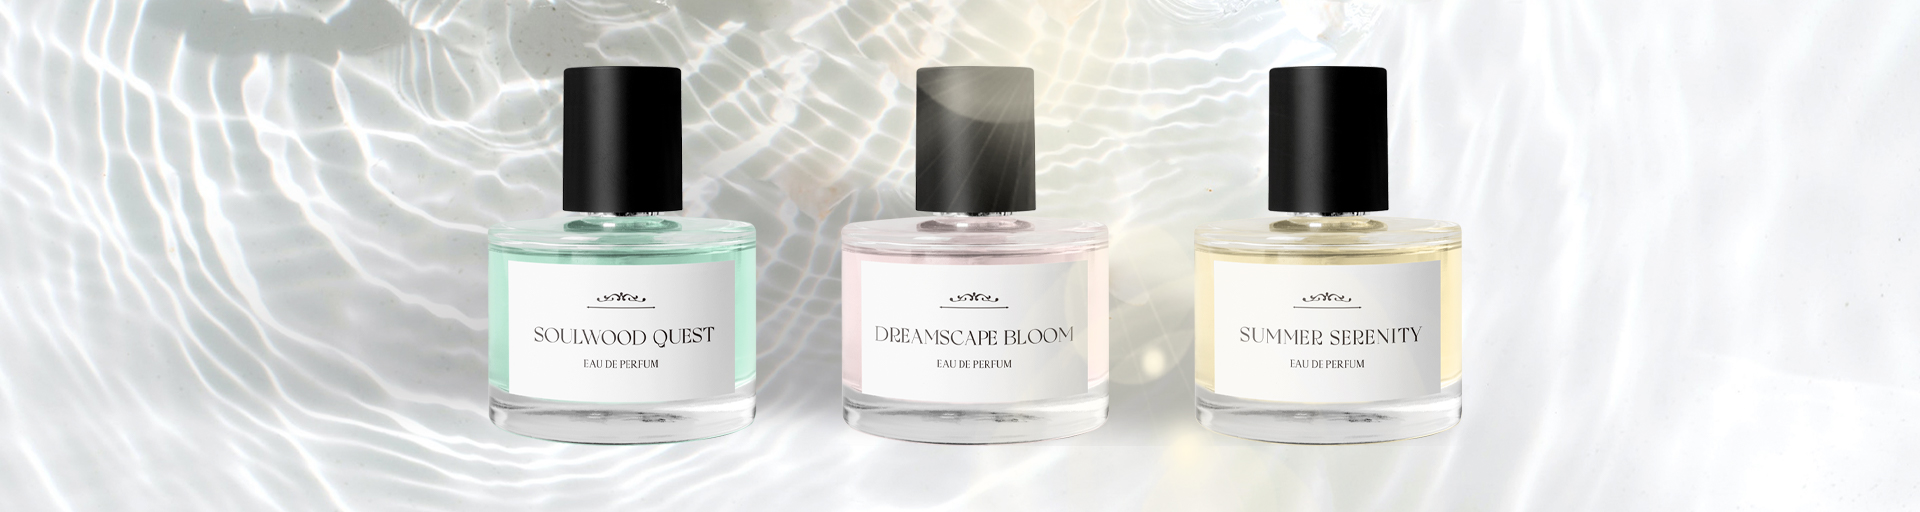 SOULWOOD QUEST
EAU DE PERFUM
DREAMSCAPE BLOOM
EAU DE PERFUM
SUMMER SERENITY
EAU DE PERFUM